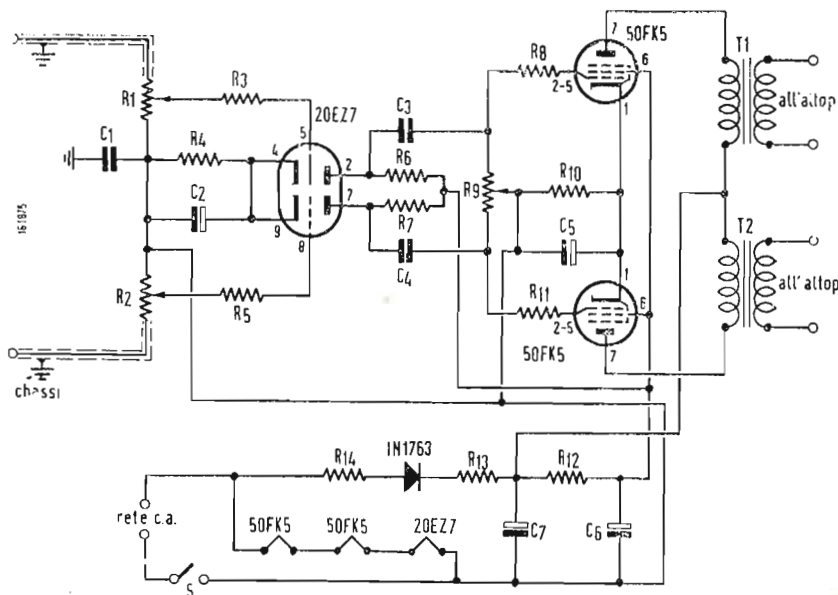 7
50FK5
T1
R8
6
2-5
all'altop
1
R1
R3
20EZ7
5
C3
C1
R4
4
2
R6
R9
R10
C2
7
R7
9
8
C5
C4
161875
T2
R2
R5
R11
1
6
2-5
all'altop
50FK5
7
chassi
1N1763
R14
R13
R12
rete c.a.
50FK5
50FK5
20EZ7
C7
C6
S